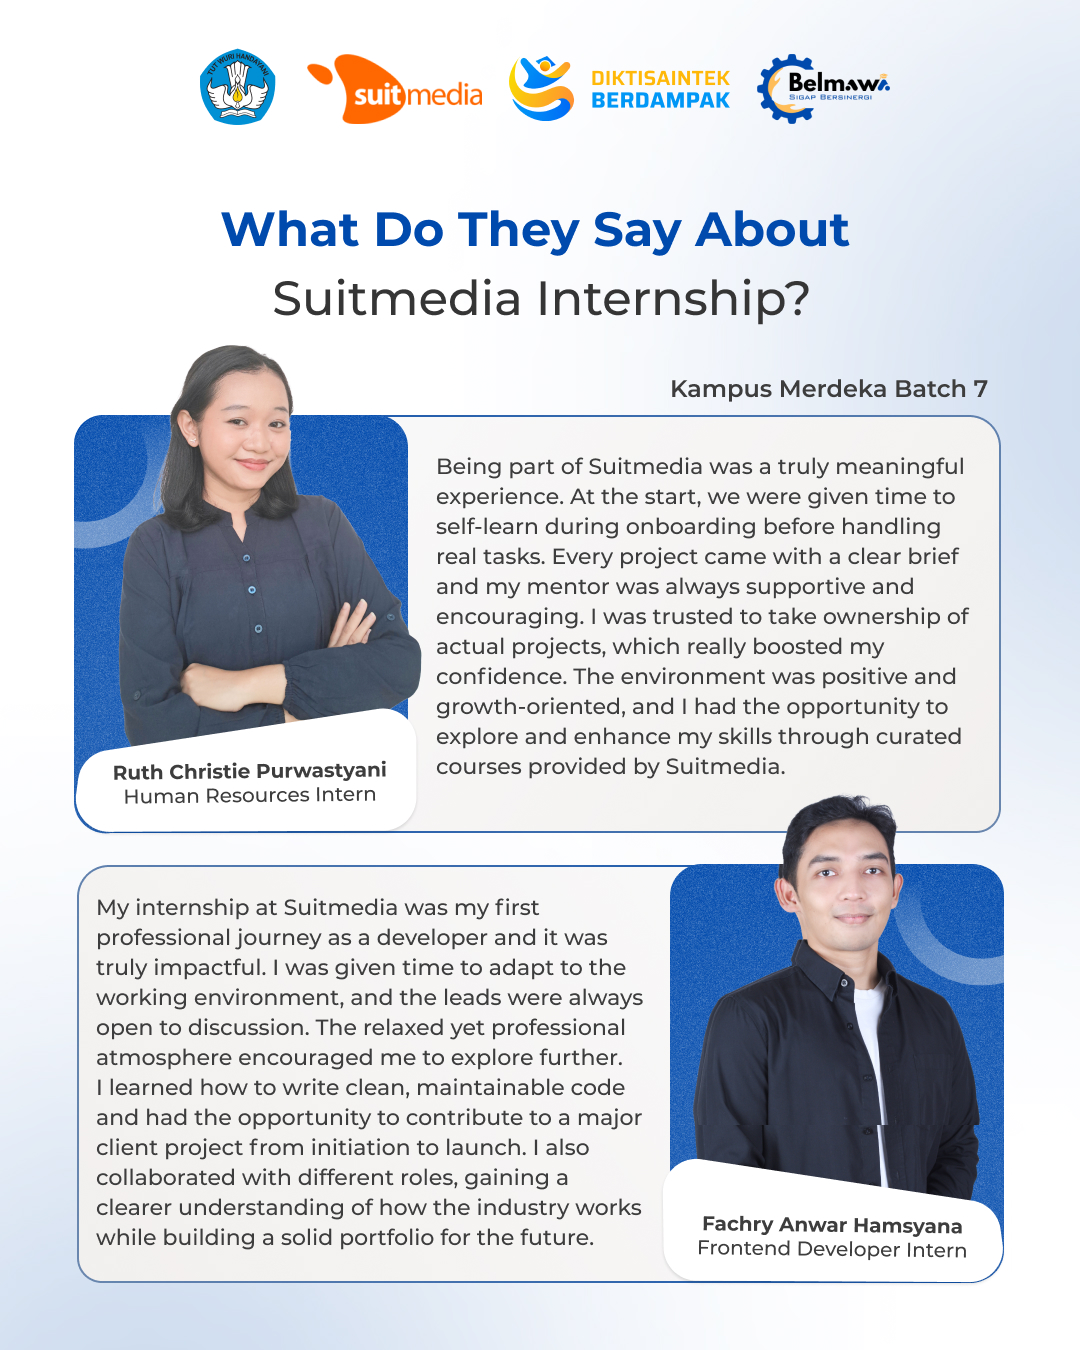 TUT WURI HANDAYANI
suitmedia
DIKTISAINTEK
BERDAMPAK
Belmawa
SIGAP BERSINERGI
What Do They Say About
Suitmedia Internship?
Kampus Merdeka Batch 7
Being part of Suitmedia was a truly meaningful
experience. At the start, we were given time to
self-learn during onboarding before handling
real tasks. Every project came with a clear brief
and my mentor was always supportive and
encouraging. I was trusted to take ownership of
actual projects, which really boosted my
confidence. The environment was positive and
growth-oriented, and I had the opportunity to
explore and enhance my skills through curated
courses provided by Suitmedia.
Ruth Christie Purwastyani
Human Resources Intern
My internship at Suitmedia was my first
professional journey as a developer and it was
truly impactful. I was given time to adapt to the
working environment, and the leads were always
open to discussion. The relaxed yet professional
atmosphere encouraged me to explore further.
I learned how to write clean, maintainable code
and had the opportunity to contribute to a major
client project from initiation to launch. I also
collaborated with different roles, gaining a
clearer understanding of how the industry works
while building a solid portfolio for the future.
Fachry Anwar Hamsyana
Frontend Developer Intern